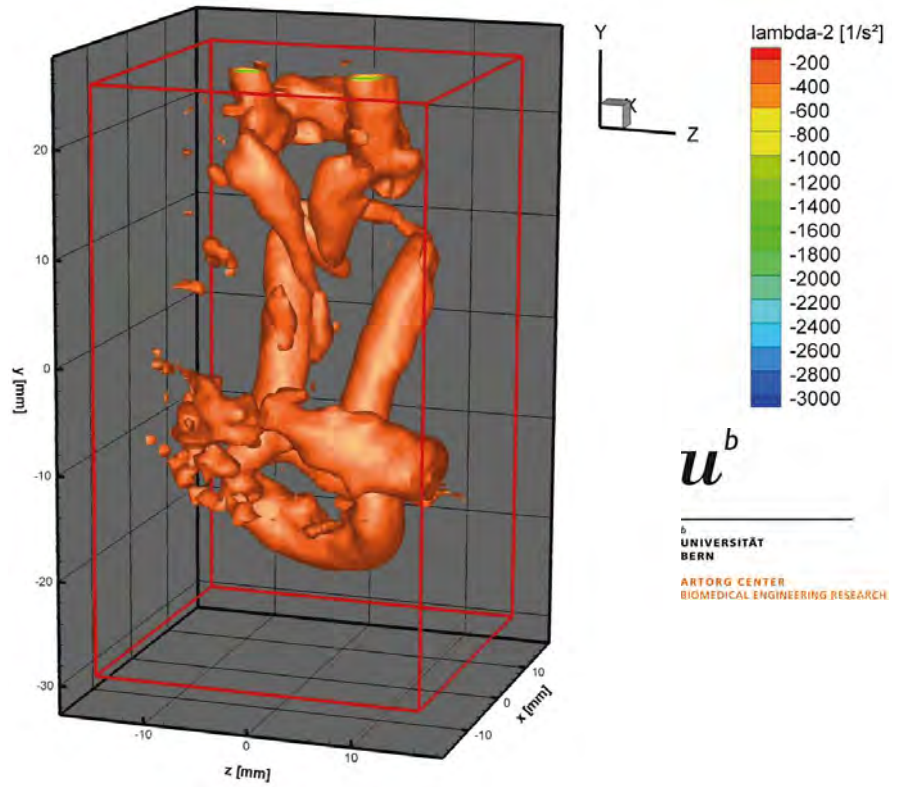 lambda-2 [1/s²]
-200
-400
-600
-800
-1000
-1200
-1400
-1600
-1800
-2000
-2200
-2400
-2600
-2800
-3000
Y
X
Z
20
10
0
-10
-20
-30
y [mm]
-10
0
10
z [mm]
-10
0
10
x [mm]
u^b
b
UNIVERSITÄT
BERN
ARTORG CENTER
BIOMEDICAL ENGINEERING RESEARCH